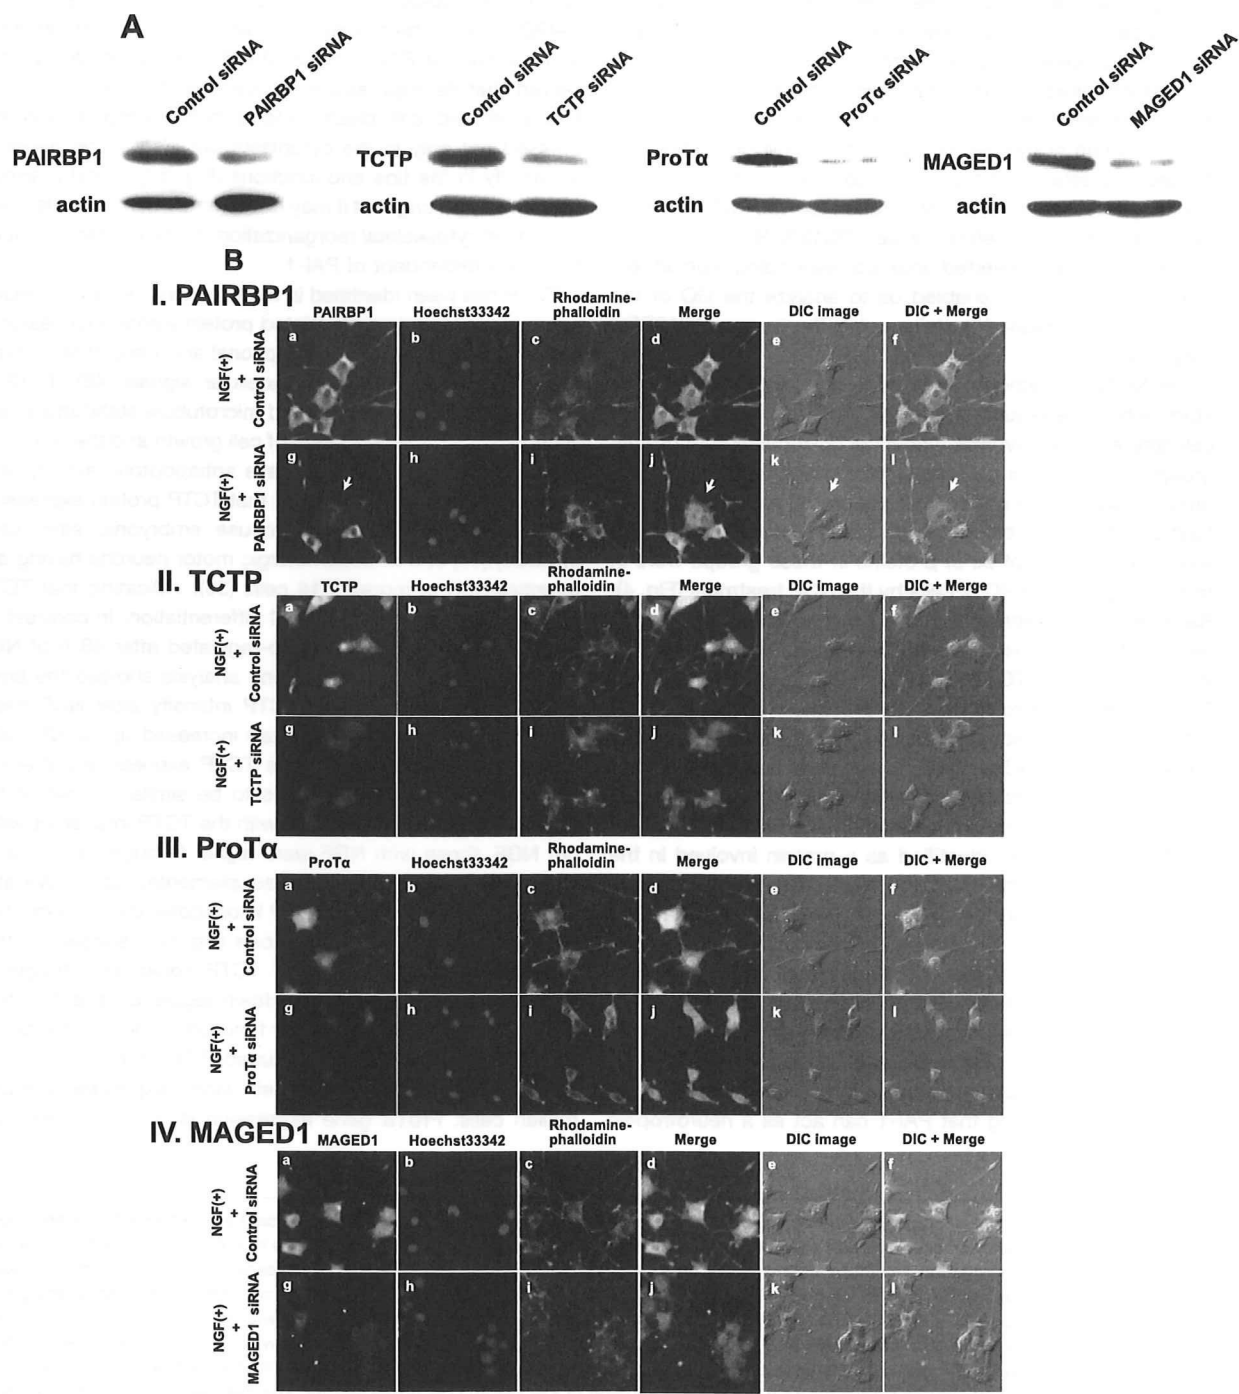 A
Control siRNA
PAIRBP1 siRNA
Control siRNA
TCTP siRNA
Control siRNA
ProTα siRNA
Control siRNA
MAGED1 siRNA
PAIRBP1
TCTP
ProTα
MAGED1
actin
actin
actin
actin
B
I. PAIRBP1
PAIRBP1 Hoechst33342 Rhodamine-phalloidin Merge DIC image DIC + Merge
NGF(+) + Control siRNA
a b c d e f
NGF(+) + PAIRBP1 siRNA
g h i j k l
II. TCTP
TCTP Hoechst33342 Rhodamine-phalloidin Merge DIC image DIC + Merge
NGF(+) + Control siRNA
a b c d e f
NGF(+) + TCTP siRNA
g h i j k l
III. ProTα
ProTα Hoechst33342 Rhodamine-phalloidin Merge DIC image DIC + Merge
NGF(+) + Control siRNA
a b c d e f
NGF(+) + ProTα siRNA
g h i j k l
IV. MAGED1
MAGED1 Hoechst33342 Rhodamine-phalloidin Merge DIC image DIC + Merge
NGF(+) + Control siRNA
a b c d e f
NGF(+) + MAGED1 siRNA
g h i j k l